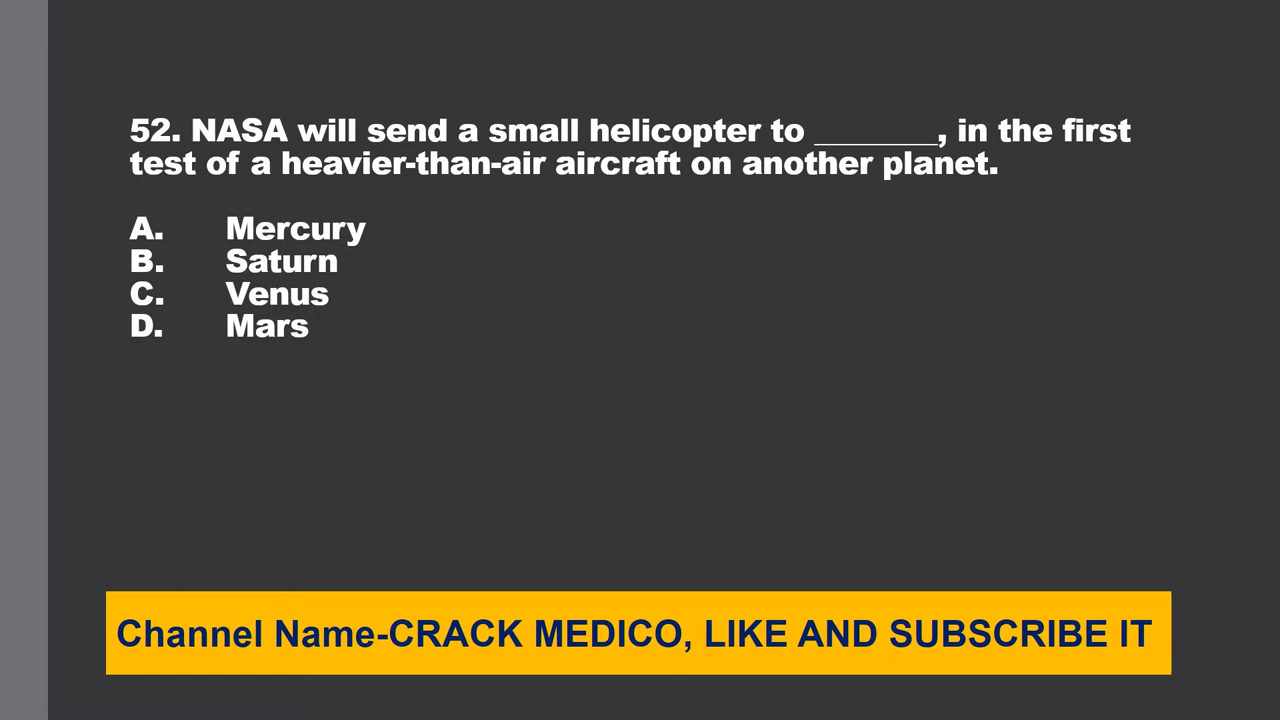 52. NASA will send a small helicopter to _______, in the first
test of a heavier-than-air aircraft on another planet.
A. Mercury
B. Saturn
C. Venus
D. Mars
Channel Name-CRACK MEDICO, LIKE AND SUBSCRIBE IT